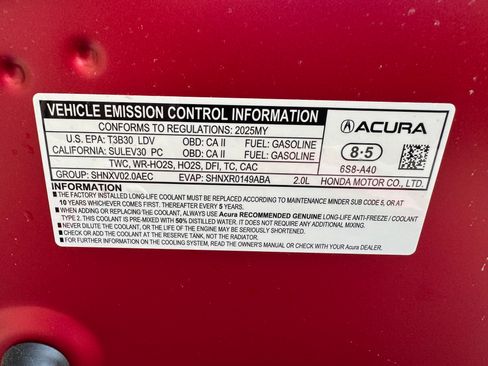 VEHICLE EMISSION CONTROL INFORMATION
CONFORMS TO REGULATIONS: 2025MY
U.S. EPA: T3B30 LDV OBD: CA II FUEL: GASOLINE
CALIFORNIA: SULEV30 PC OBD: CA II FUEL: GASOLINE
TWC, WR-HO2S, HO2S, DFI, TC, CAC
GROUP: SHNXV02.0AEC EVAP: SHNXR0149ABA 2.0L
ACURA
8·5
6S8-A40
HONDA MOTOR CO., LTD.
INFORMATION
■ THE FACTORY INSTALLED LONG-LIFE COOLANT MUST BE REPLACED ACCORDING TO MAINTENANCE MINDER SUB CODE 5, OR AT
10 YEARS WHICH COMES FIRST. THEREAFTER EVERY 5 YEARS.
■ WHEN ADDING OR REPLACING THE COOLANT, ALWAYS USE Acura RECOMMENDED GENUINE LONG-LIFE ANTI-FREEZE / COOLANT
TYPE 2. THIS COOLANT IS PRE-MIXED WITH 50% DISTILLED WATER. IT DOES NOT REQUIRE ANY ADDITIONAL MIXING.
■ NEVER DILUTE THE COOLANT, OR THE LIFE OF THE ENGINE MAY BE SERIOUSLY SHORTENED.
■ CHECK OR ADD THE COOLANT AT THE RESERVE TANK, NOT THE RADIATOR.
■ FOR FURTHER INFORMATION ON THE COOLING SYSTEM, READ THE OWNER'S MANUAL OR CHECK WITH YOUR Acura DEALER.